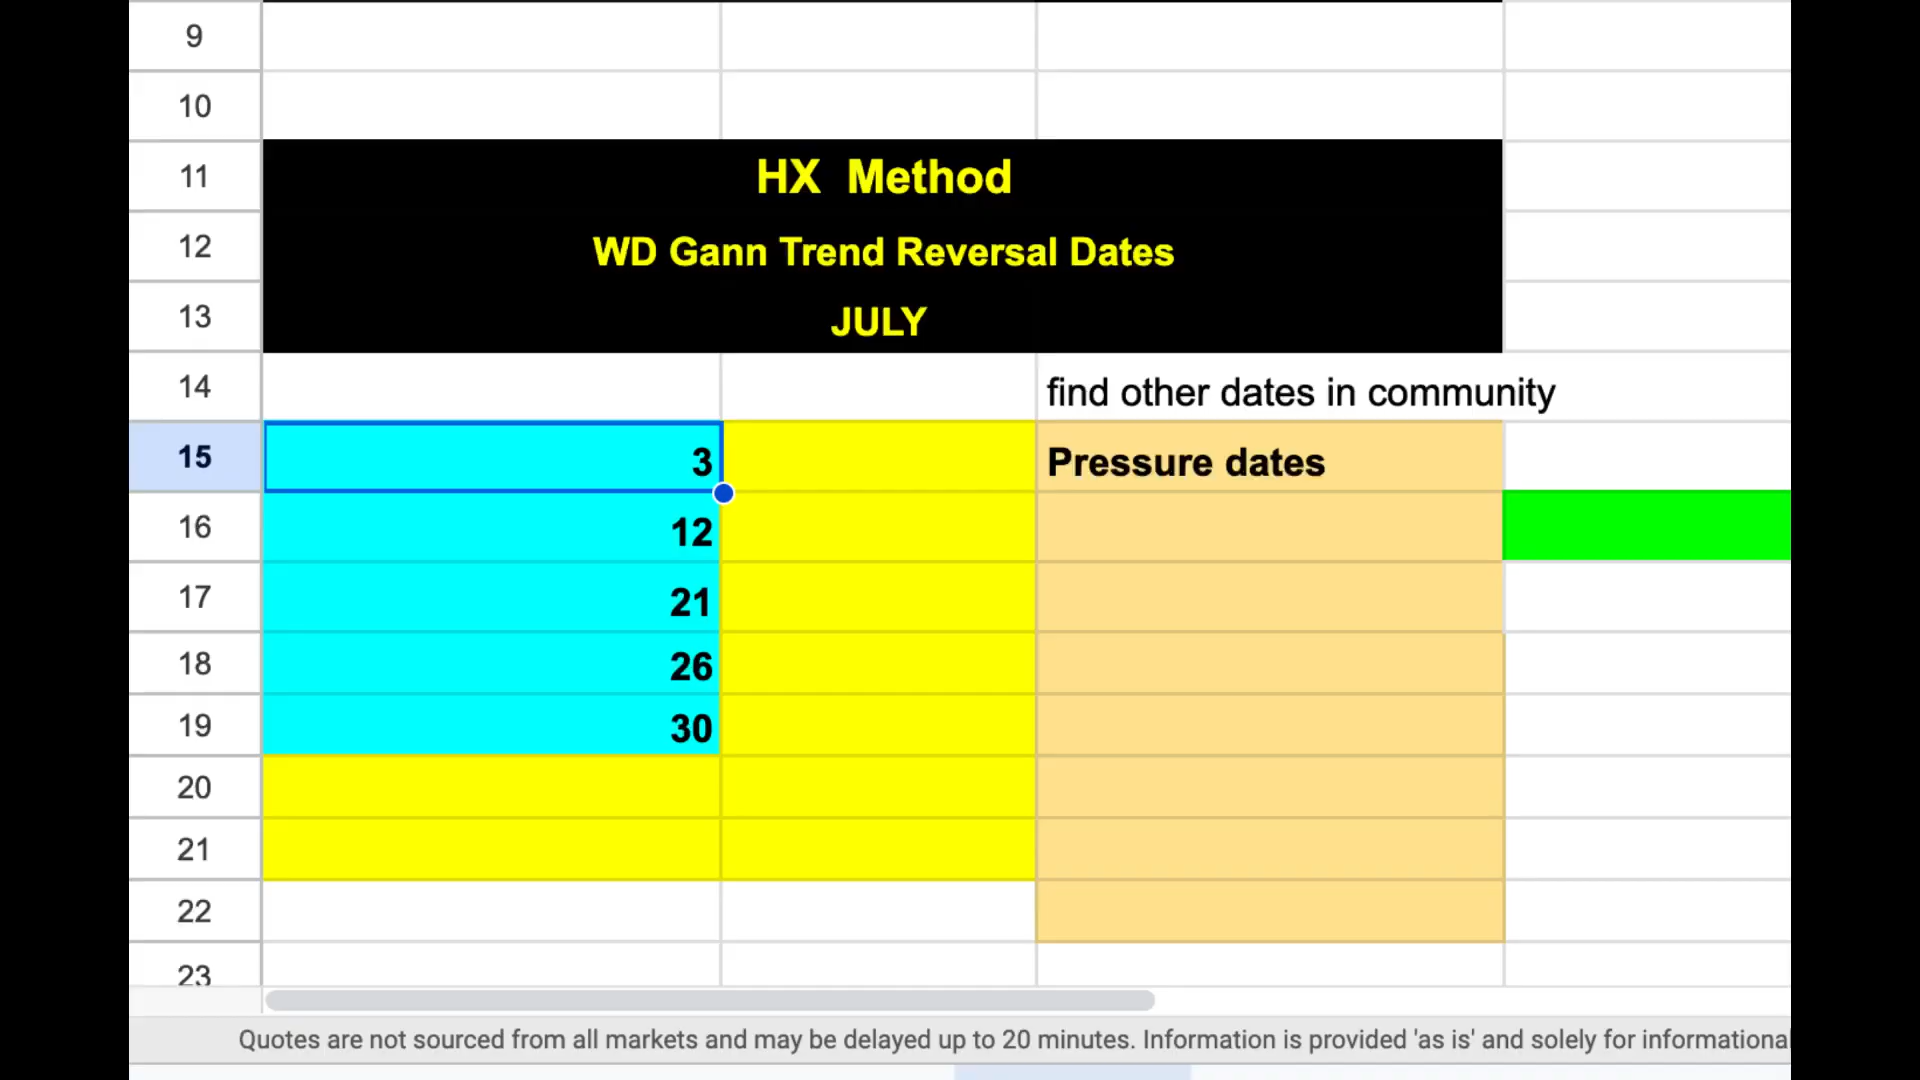 9
10
11 HX Method
12 WD Gann Trend Reversal Dates
13 JULY
14 find other dates in community
15 3 Pressure dates
16 12
17 21
18 26
19 30
20
21
22
23
Quotes are not sourced from all markets and may be delayed up to 20 minutes. Information is provided 'as is' and solely for informational